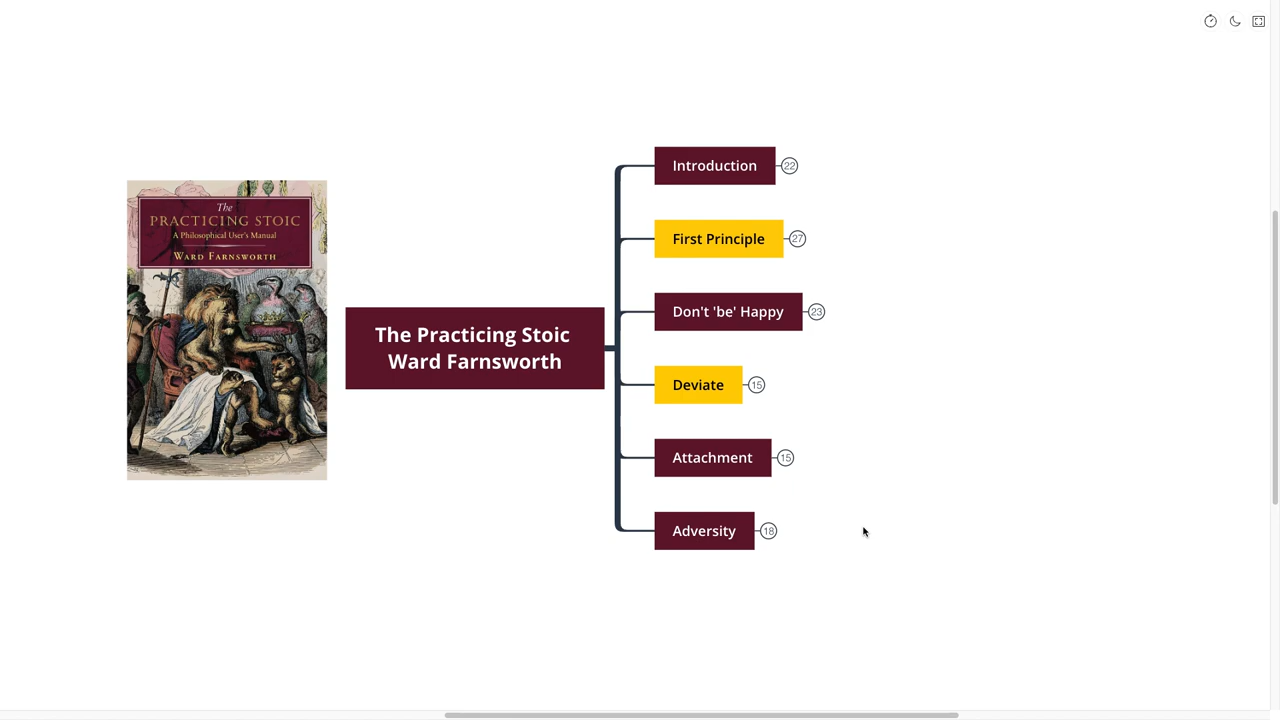 The
PRACTICING STOIC
A Philosophical User's Manual
WARD FARNSWORTH
The Practicing Stoic
Ward Farnsworth
Introduction
22
First Principle
27
Don't 'be' Happy
23
Deviate
15
Attachment
15
Adversity
18